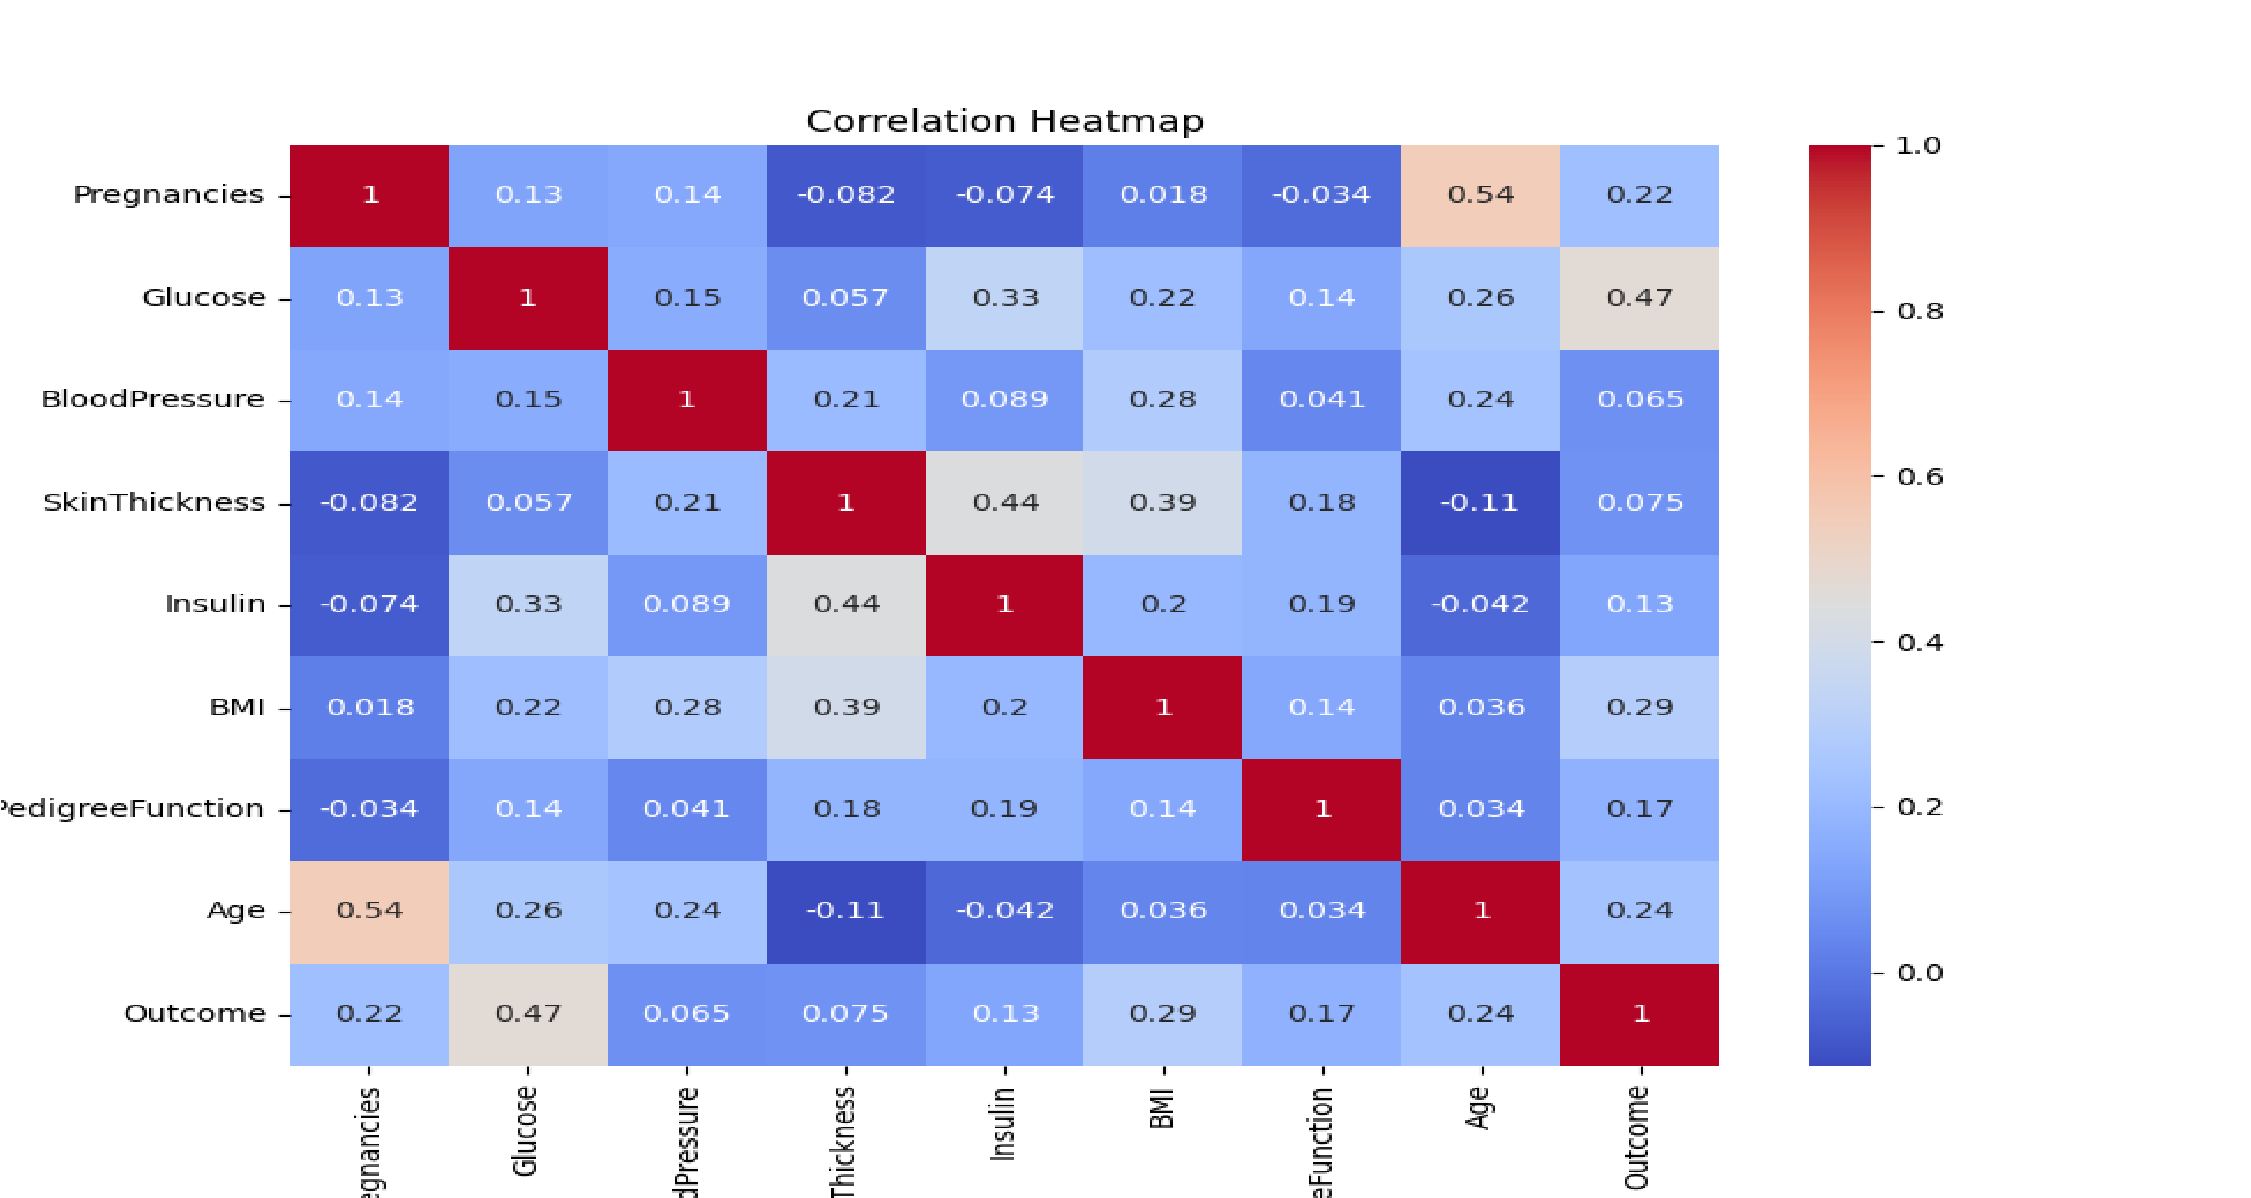 Correlation Heatmap
Pregnancies 1 0.13 0.14 -0.082 -0.074 0.018 -0.034 0.54 0.22
Glucose 0.13 1 0.15 0.057 0.33 0.22 0.14 0.26 0.47
BloodPressure 0.14 0.15 1 0.21 0.089 0.28 0.041 0.24 0.065
SkinThickness -0.082 0.057 0.21 1 0.44 0.39 0.18 -0.11 0.075
Insulin -0.074 0.33 0.089 0.44 1 0.2 0.19 -0.042 0.13
BMI 0.018 0.22 0.28 0.39 0.2 1 0.14 0.036 0.29
PedigreeFunction -0.034 0.14 0.041 0.18 0.19 0.14 1 0.034 0.17
Age 0.54 0.26 0.24 -0.11 -0.042 0.036 0.034 1 0.24
Outcome 0.22 0.47 0.065 0.075 0.13 0.29 0.17 0.24 1
egnancies
Glucose
dPressure
Thickness
Insulin
BMI
eFunction
Age
Outcome
1.0
0.8
0.6
0.4
0.2
0.0